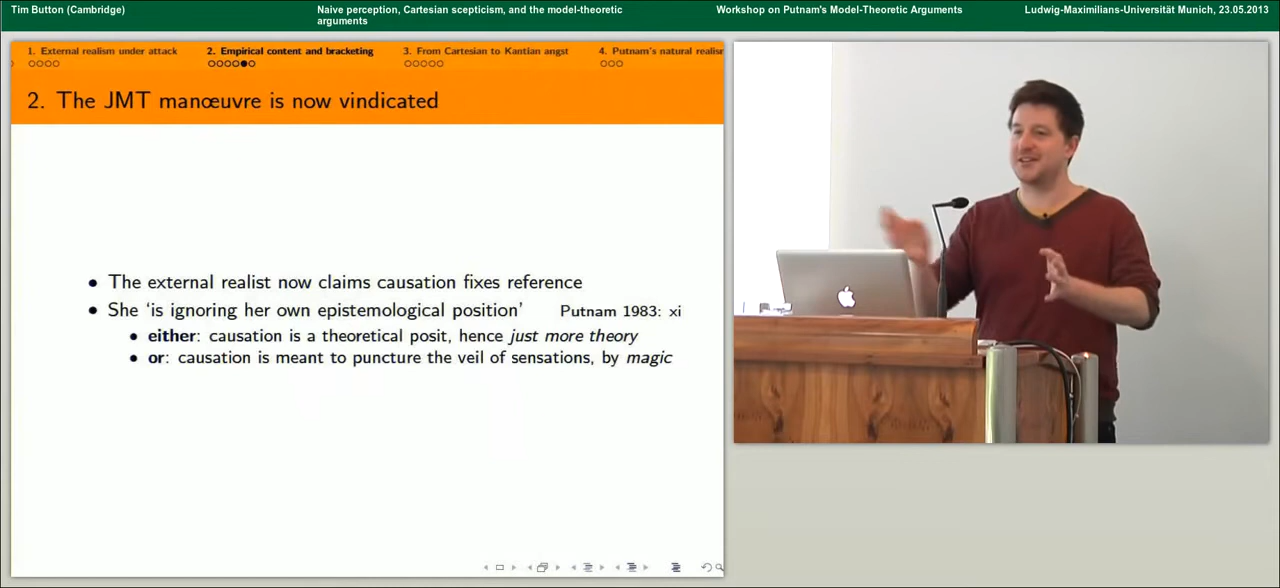 Tim Button (Cambridge)
Naive perception, Cartesian scepticism, and the model-theoretic
arguments
Workshop on Putnam's Model-Theoretic Arguments
Ludwig-Maximilians-Universität Munich, 23.05.2013
1. External realism under attack
2. Empirical content and bracketing
3. From Cartesian to Kantian angst
4. Putnam's natural realism
2. The JMT manœuvre is now vindicated
• The external realist now claims causation fixes reference
• She ‘is ignoring her own epistemological position’ Putnam 1983: xi
• either: causation is a theoretical posit, hence just more theory
• or: causation is meant to puncture the veil of sensations, by magic